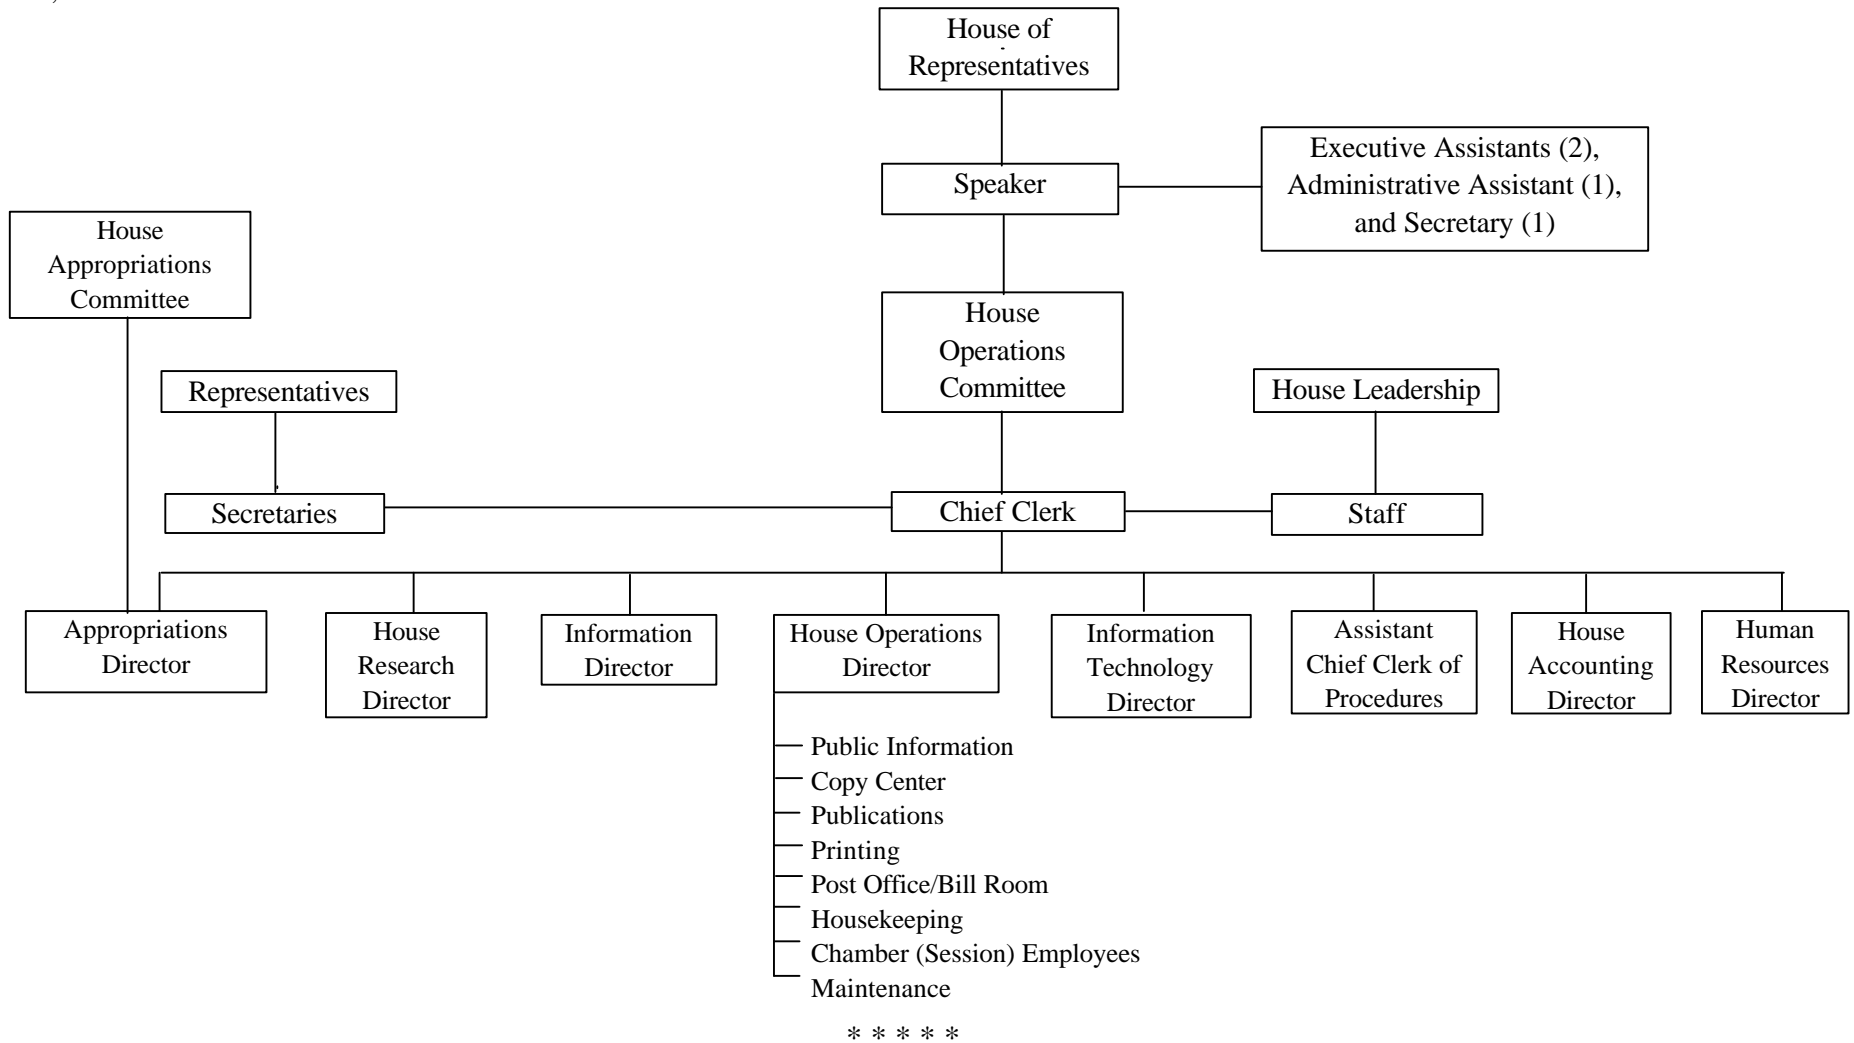 House of
Representatives
Executive Assistants (2),
Administrative Assistant (1),
and Secretary (1)
Speaker
House
Appropriations
Committee
House
Operations
Committee
Representatives
House Leadership
Secretaries
Chief Clerk
Staff
Appropriations
Director
House
Research
Director
Information
Director
House Operations
Director
Information
Technology
Director
Assistant
Chief Clerk of
Procedures
House
Accounting
Director
Human
Resources
Director
Public Information
Copy Center
Publications
Printing
Post Office/Bill Room
Housekeeping
Chamber (Session) Employees
Maintenance
* * * * *